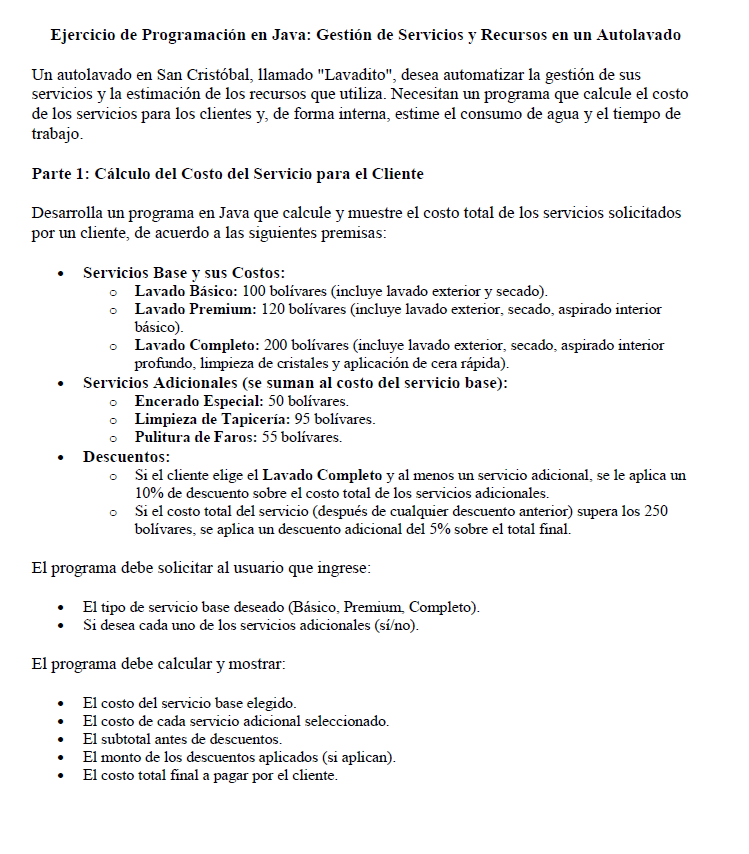 Ejercicio de Programación en Java: Gestión de Servicios y Recursos en un Autolavado
Un autolavado en San Cristóbal, llamado "Lavadito", desea automatizar la gestión de sus
servicios y la estimación de los recursos que utiliza. Necesitan un programa que calcule el costo
de los servicios para los clientes y, de forma interna, estime el consumo de agua y el tiempo de
trabajo.
Parte 1: Cálculo del Costo del Servicio para el Cliente
Desarrolla un programa en Java que calcule y muestre el costo total de los servicios solicitados
por un cliente, de acuerdo a las siguientes premisas:
• Servicios Base y sus Costos:
o Lavado Básico: 100 bolívares (incluye lavado exterior y secado).
o Lavado Premium: 120 bolívares (incluye lavado exterior, secado, aspirado interior
básico).
o Lavado Completo: 200 bolívares (incluye lavado exterior, secado, aspirado interior
profundo, limpieza de cristales y aplicación de cera rápida).
• Servicios Adicionales (se suman al costo del servicio base):
o Encerado Especial: 50 bolívares.
o Limpieza de Tapicería: 95 bolívares.
o Pulitura de Faros: 55 bolívares.
• Descuentos:
o Si el cliente elige el Lavado Completo y al menos un servicio adicional, se le aplica un
10% de descuento sobre el costo total de los servicios adicionales.
o Si el costo total del servicio (después de cualquier descuento anterior) supera los 250
bolívares, se aplica un descuento adicional del 5% sobre el total final.
El programa debe solicitar al usuario que ingrese:
• El tipo de servicio base deseado (Básico, Premium, Completo).
• Si desea cada uno de los servicios adicionales (sí/no).
El programa debe calcular y mostrar:
• El costo del servicio base elegido.
• El costo de cada servicio adicional seleccionado.
• El subtotal antes de descuentos.
• El monto de los descuentos aplicados (si aplican).
• El costo total final a pagar por el cliente.